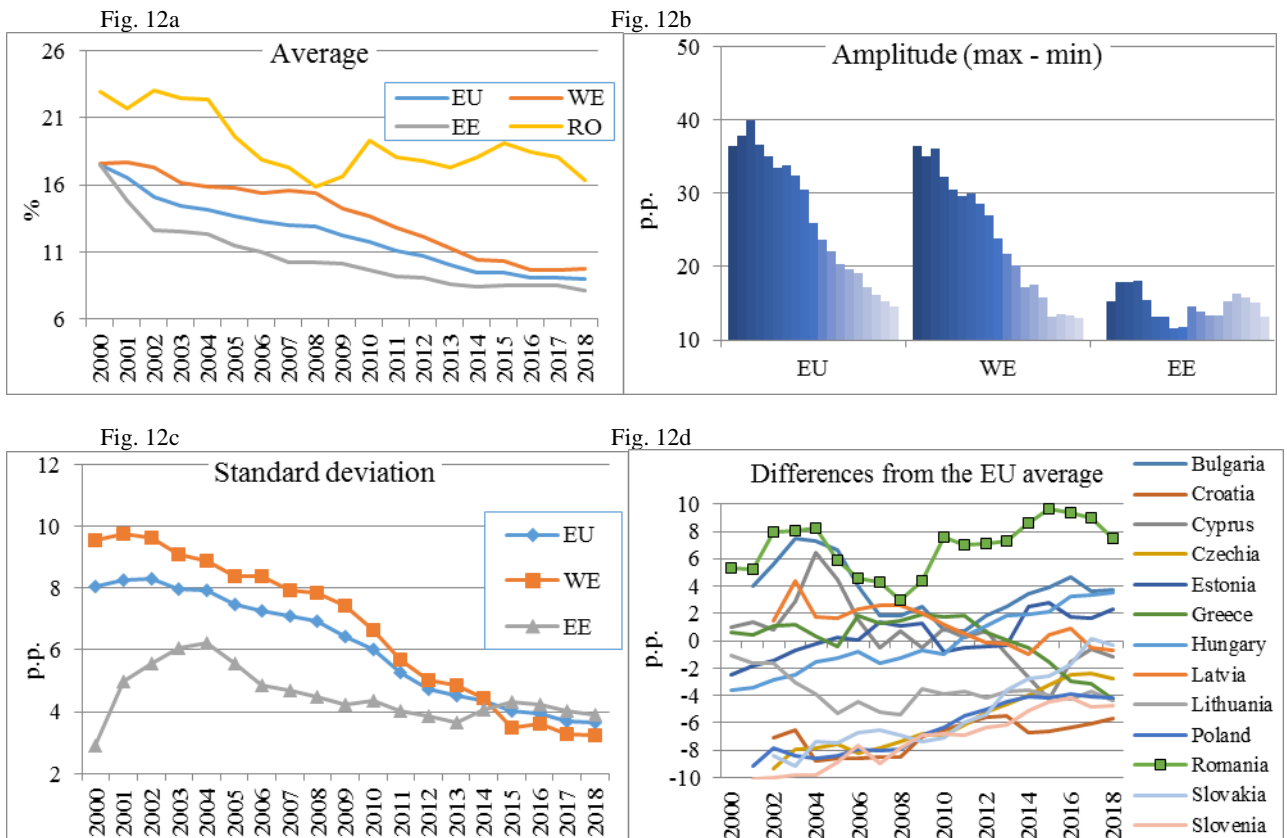 Fig. 12a
Average
26
21
16
11
6
%
EU
WE
EE
RO
2000
2001
2002
2003
2004
2005
2006
2007
2008
2009
2010
2011
2012
2013
2014
2015
2016
2017
2018
Fig. 12b
Amplitude (max - min)
50
40
30
20
10
p.p.
EU
WE
EE
Fig. 12c
Standard deviation
12
10
8
6
4
2
p.p.
EU
WE
EE
2000
2001
2002
2003
2004
2005
2006
2007
2008
2009
2010
2011
2012
2013
2014
2015
2016
2017
2018
Fig. 12d
Differences from the EU average
10
8
6
4
2
0
-2
-4
-6
-8
-10
p.p.
2000
2002
2004
2006
2008
2010
2012
2014
2016
2018
Bulgaria
Croatia
Cyprus
Czechia
Estonia
Greece
Hungary
Latvia
Lithuania
Poland
Romania
Slovakia
Slovenia